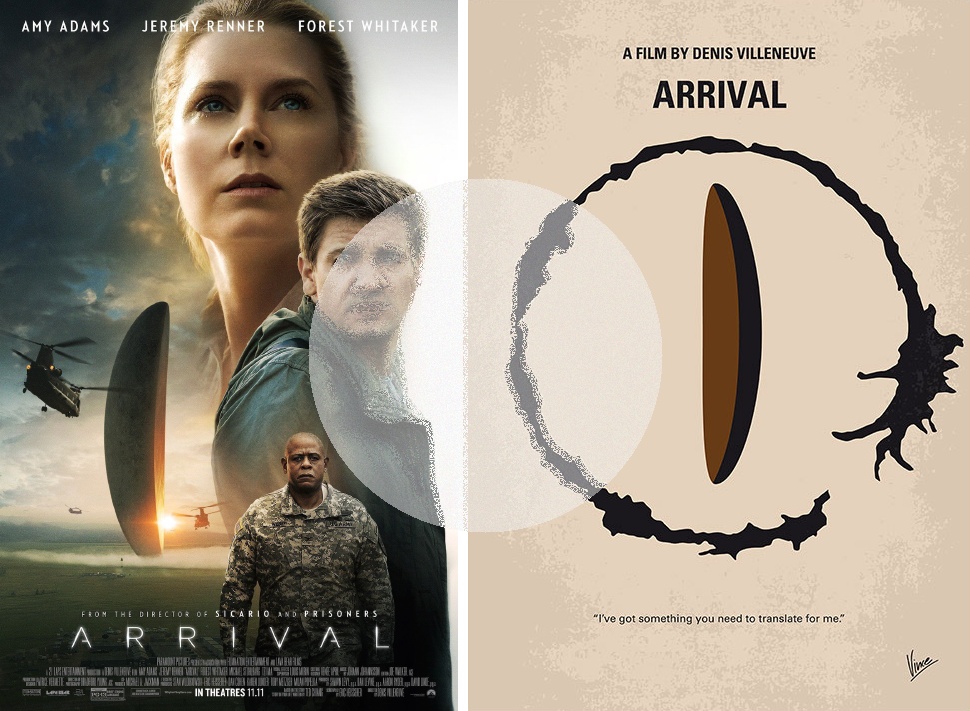 AMY ADAMS JEREMY RENNER FOREST WHITAKER
FROM THE DIRECTOR OF SICARIO AND PRISONERS
ARRIVAL
IN THEATRES 11.11
A FILM BY DENIS VILLENEUVE
ARRIVAL
“I've got something you need to translate for me.”
Vince